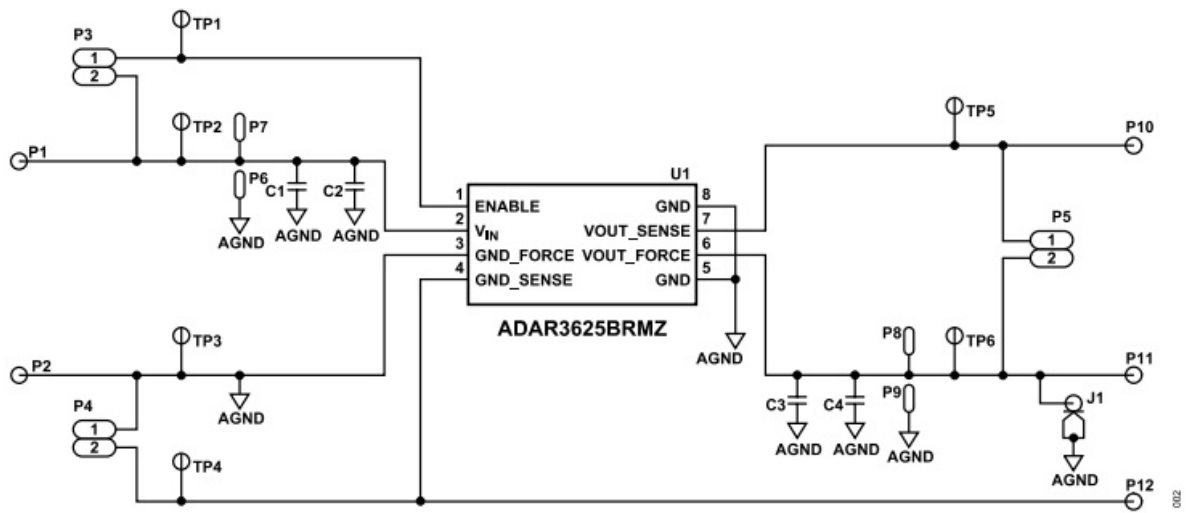 TP1
P3
1
2
TP2
P7
P1
P6
C1
C2
AGND
AGND
AGND
U1
1
ENABLE
GND
8
2
VIN
VOUT_SENSE
7
3
GND_FORCE
VOUT_FORCE
6
4
GND_SENSE
GND
5
ADAR3625BRMZ
AGND
TP5
P10
P5
1
2
TP3
P2
AGND
P4
1
2
TP4
P8
TP6
P11
C3
C4
P9
J1
AGND
AGND
AGND
AGND
P12
002